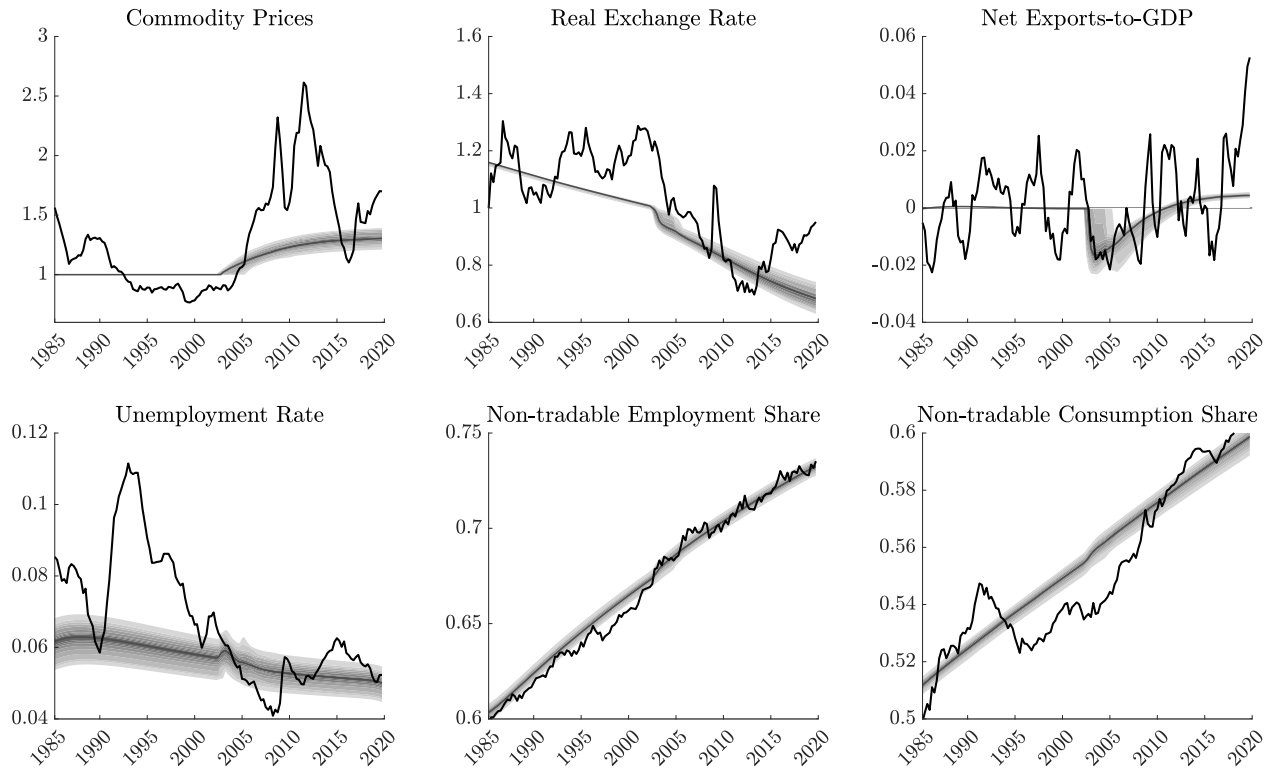 Commodity Prices
3
2.5
2
1.5
1
1985 1990 1995 2000 2005 2010 2015 2020
Real Exchange Rate
1.6
1.4
1.2
1
0.8
0.6
1985 1990 1995 2000 2005 2010 2015 2020
Net Exports-to-GDP
0.06
0.04
0.02
0
-0.02
-0.04
1985 1990 1995 2000 2005 2010 2015 2020
Unemployment Rate
0.12
0.1
0.08
0.06
0.04
1985 1990 1995 2000 2005 2010 2015 2020
Non-tradable Employment Share
0.75
0.7
0.65
0.6
1985 1990 1995 2000 2005 2010 2015 2020
Non-tradable Consumption Share
0.6
0.58
0.56
0.54
0.52
0.5
1985 1990 1995 2000 2005 2010 2015 2020